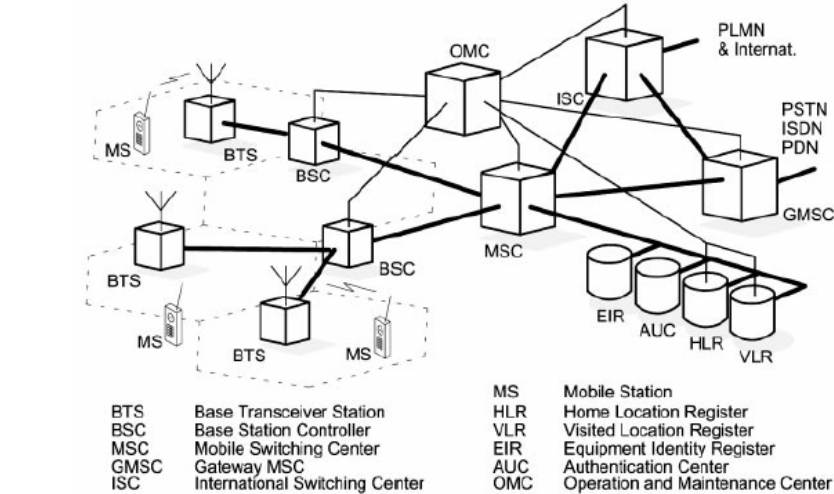 OMC
PLMN
& Internat.
ISC
PSTN
ISDN
PDN
MS
BTS
BSC
GMSC
MSC
BSC
BTS
MS
BTS
MS
EIR
AUC
HLR
VLR
BTS Base Transceiver Station
BSC Base Station Controller
MSC Mobile Switching Center
GMSC Gateway MSC
ISC International Switching Center
MS Mobile Station
HLR Home Location Register
VLR Visited Location Register
EIR Equipment Identity Register
AUC Authentication Center
OMC Operation and Maintenance Center